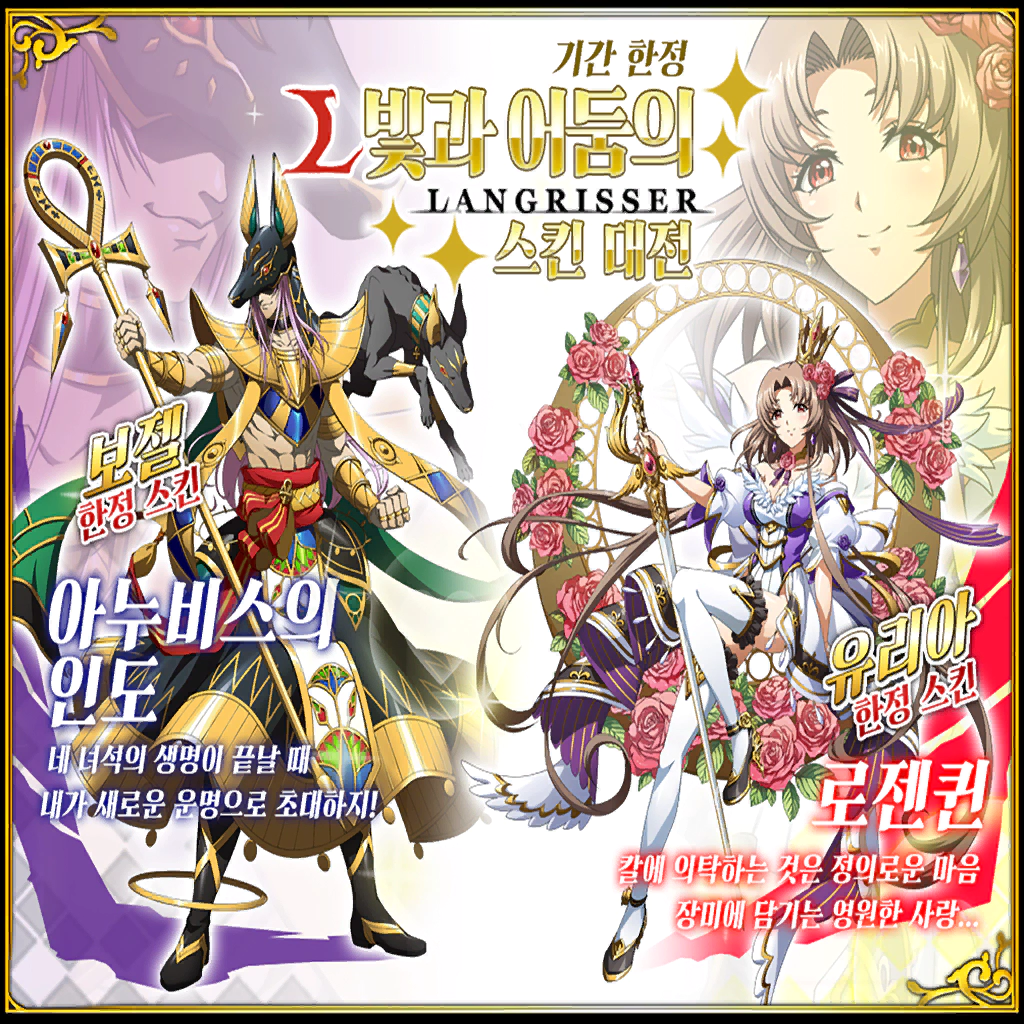 기간 한정
빛과 어둠의
LANGRISSER
스킨 대전
보젤
한정 스킨
아누비스의
인도
네 녀석의 생명이 끝날 때
내가 새로운 운명으로 초대하지!
유리아
한정 스킨
로젠퀸
칼에 의탁하는 것은 정의로운 마음
장미에 담기는 영원한 사랑...